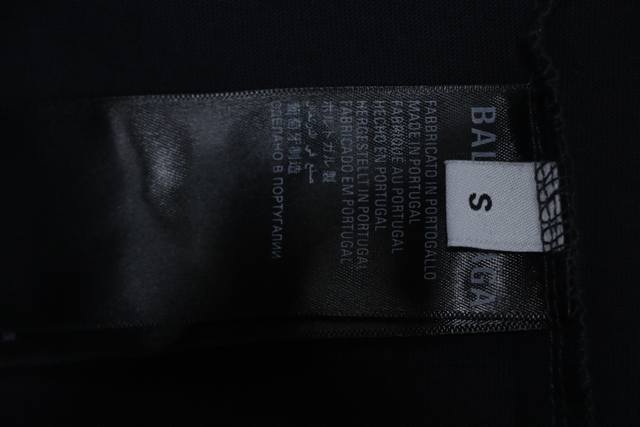 BAL GA
S
FABBRICATO IN PORTOGALLO
MADE IN PORTUGAL
FABRIQUÉ AU PORTUGAL
HECHO EN PORTUGAL
HERGESTELLT IN PORTUGAL
FABRICADO EM PORTUGAL
ポルトガル製
葡萄牙制造
СДЕЛАНО В ПОРТУГАЛИИ